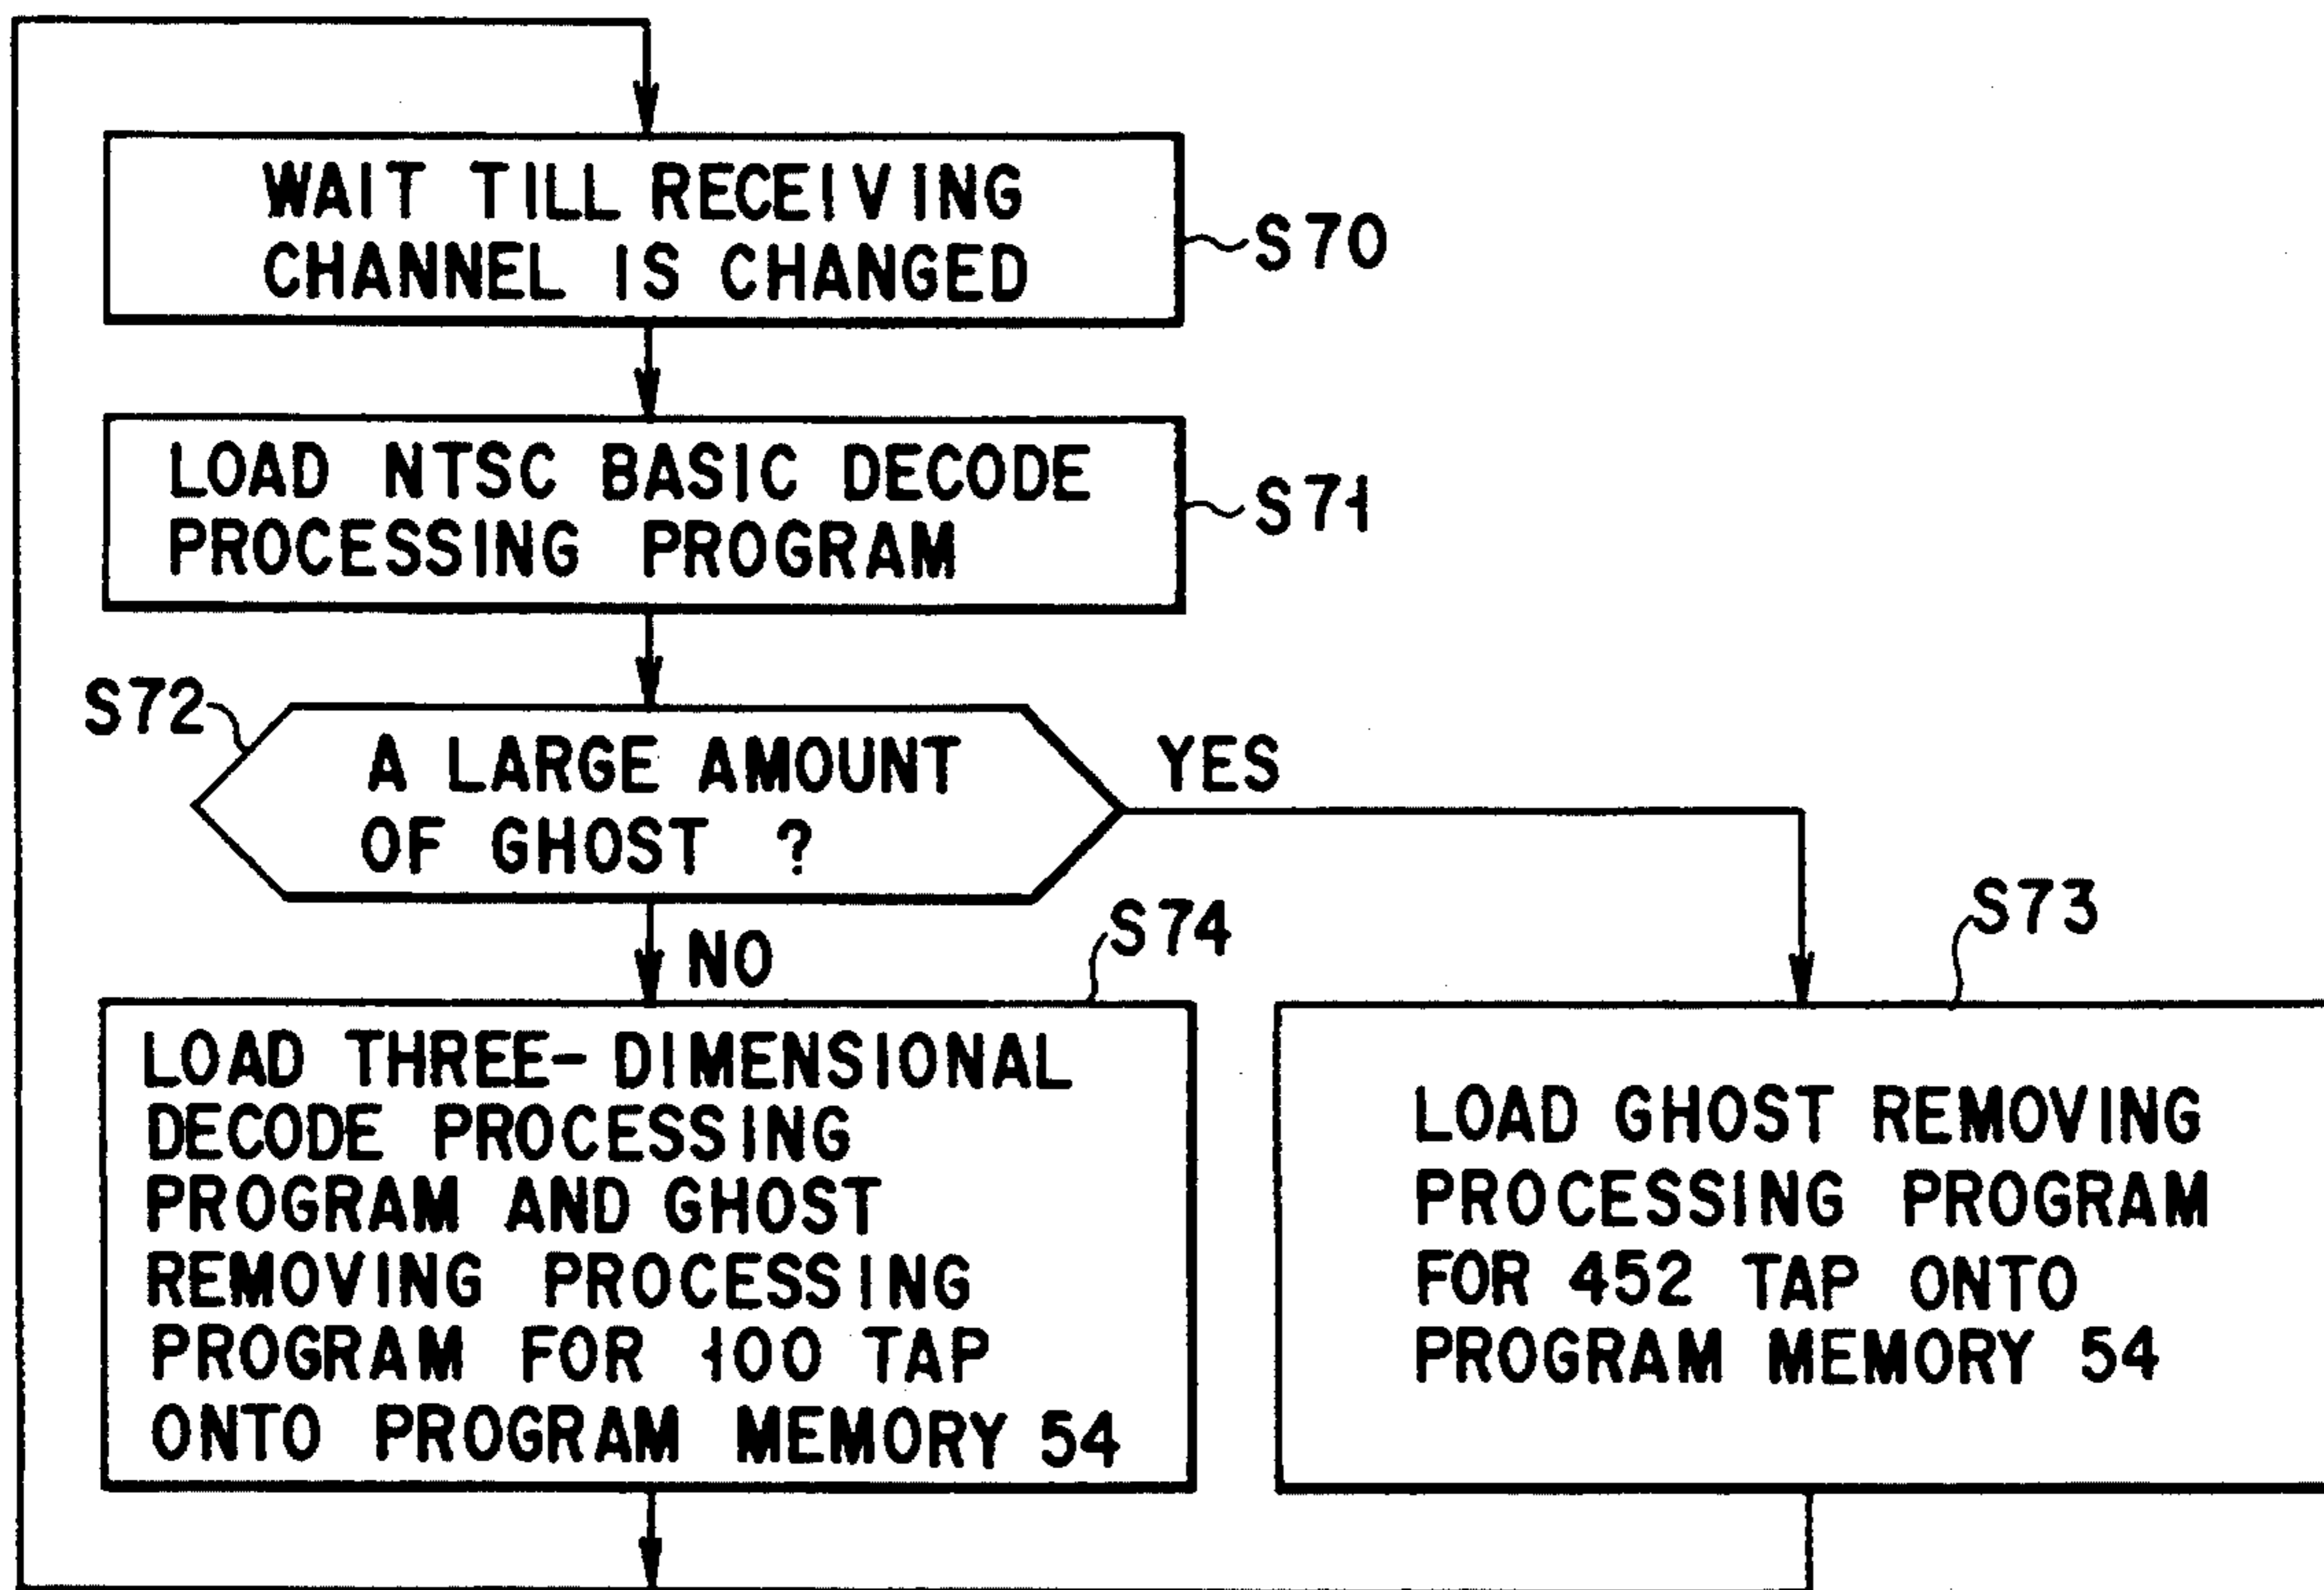 WAIT TILL RECEIVING
CHANNEL IS CHANGED
S70
LOAD NTSC BASIC DECODE
PROCESSING PROGRAM
S71
S72
A LARGE AMOUNT
OF GHOST ?
YES
NO
S74
LOAD THREE-DIMENSIONAL
DECODE PROCESSING
PROGRAM AND GHOST
REMOVING PROCESSING
PROGRAM FOR 100 TAP
ONTO PROGRAM MEMORY 54
S73
LOAD GHOST REMOVING
PROCESSING PROGRAM
FOR 452 TAP ONTO
PROGRAM MEMORY 54